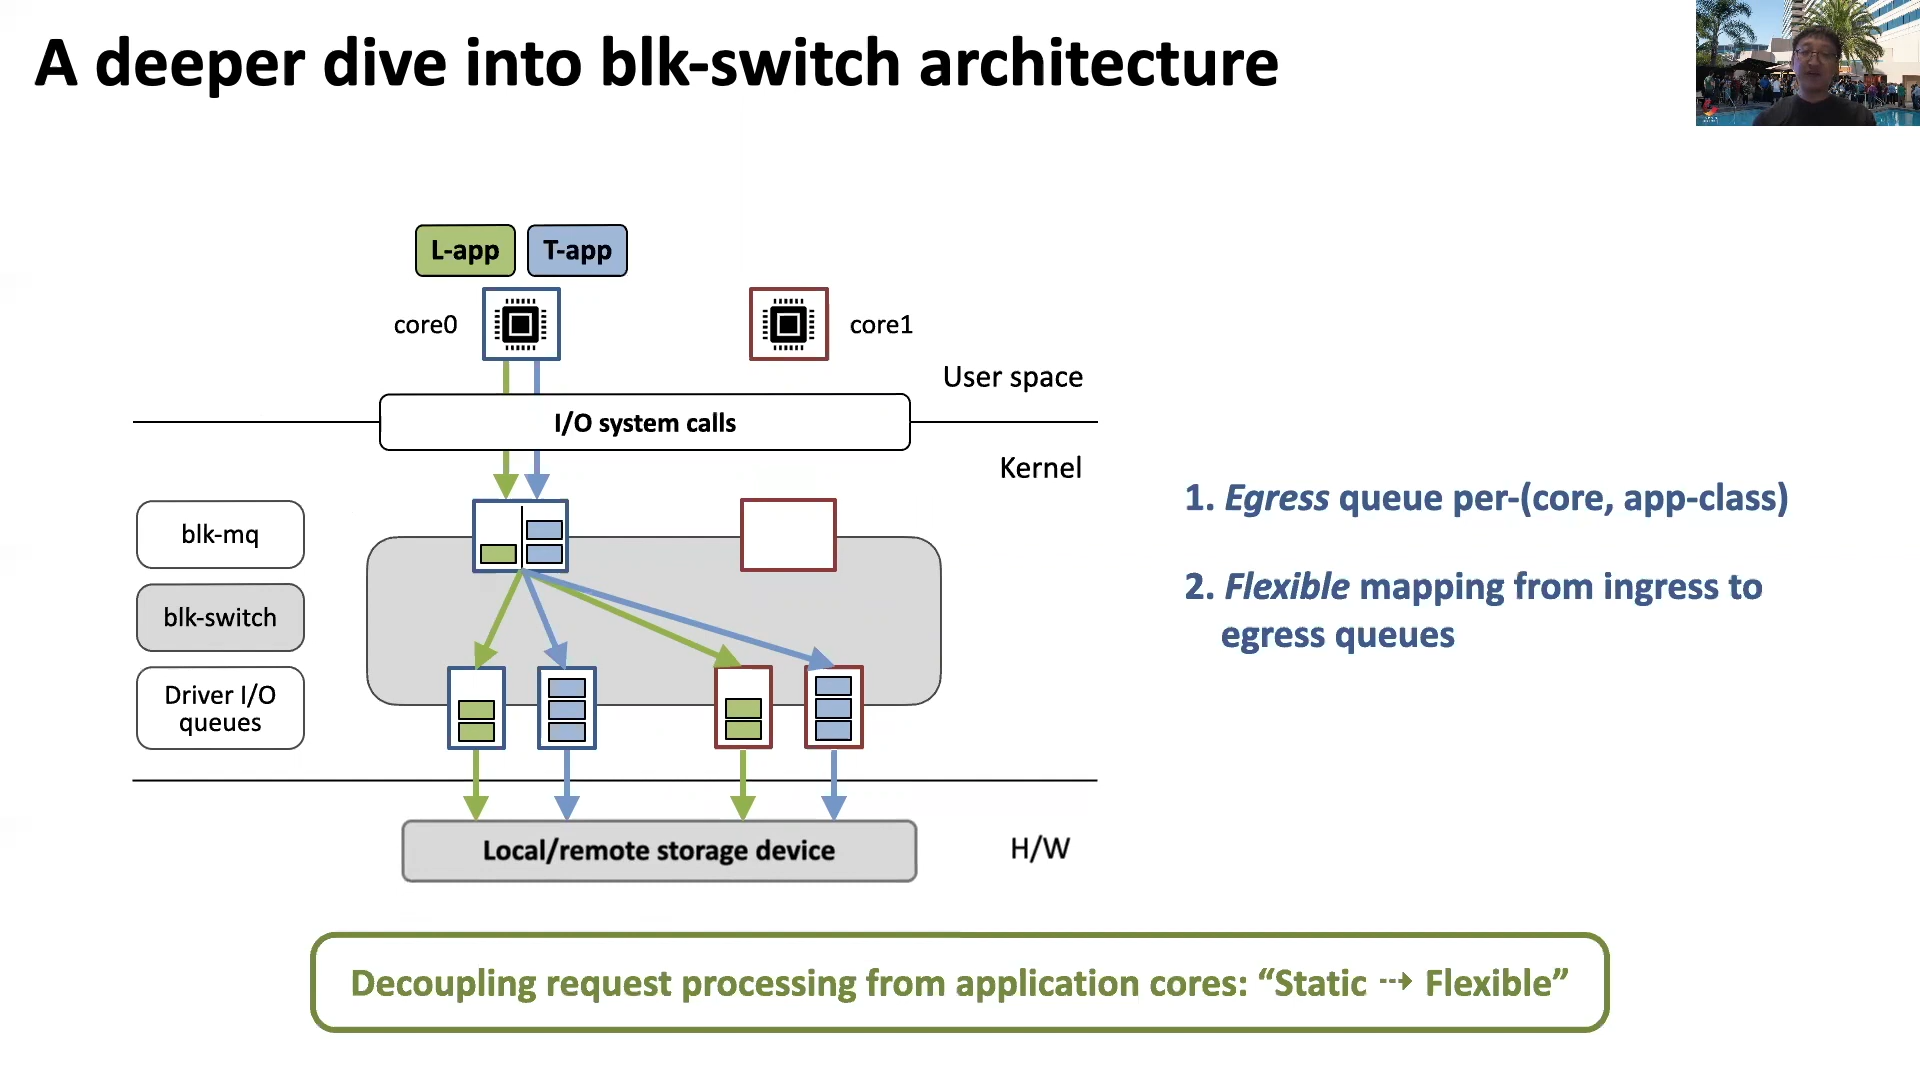 A deeper dive into blk-switch architecture
L-app
T-app
core0
core1
User space
I/O system calls
Kernel
blk-mq
blk-switch
Driver I/O
queues
1. Egress queue per-(core, app-class)
2. Flexible mapping from ingress to
egress queues
Local/remote storage device
H/W
Decoupling request processing from application cores: “Static ⇢ Flexible”